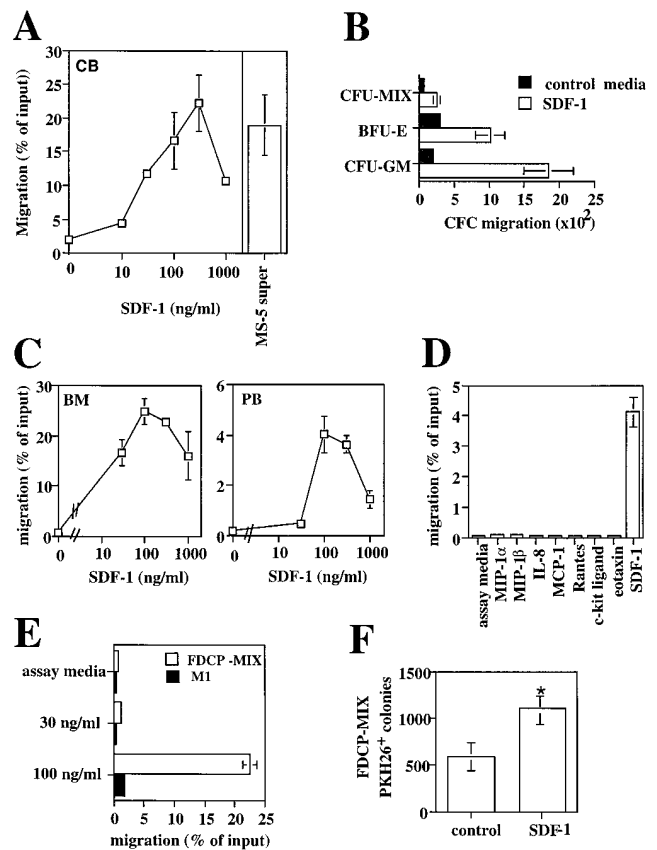 A
CB
Migration (% of input))
30
25
20
15
10
5
0
0 10 100 1000
SDF-1 (ng/ml)
MS-5 super
B
control media
SDF-1
CFU-MIX
BFU-E
CFU-GM
0 5 10 15 20 25
CFC migration (x10²)
C
BM
migration (% of input)
30
20
10
0
0 10 100 1000
SDF-1 (ng/ml)
PB
6
4
2
0
0 10 100 1000
SDF-1 (ng/ml)
D
migration (% of input)
5
4
3
2
1
0
assay media
MIP-1α
MIP-1β
IL-8
MCP-1
Rantes
c-kit ligand
eotaxin
SDF-1
E
FDCP -MIX
M1
assay media
30 ng/ml
100 ng/ml
0 5 10 15 20 25
migration (% of input)
F
FDCP-MIX
PKH26⁺ colonies
1500
1000
500
0
*
control SDF-1